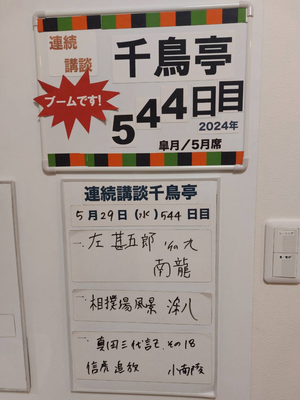 連続
講談
千鳥亭
ブームです!
544日目
2024年
皐月/5月席
連続講談千鳥亭
5月29日(水)544日目
一、左甚五郎 その九
南龍
一、相撲場風景 凌八
一、真田三代記 その18
信虎追放 小南陵